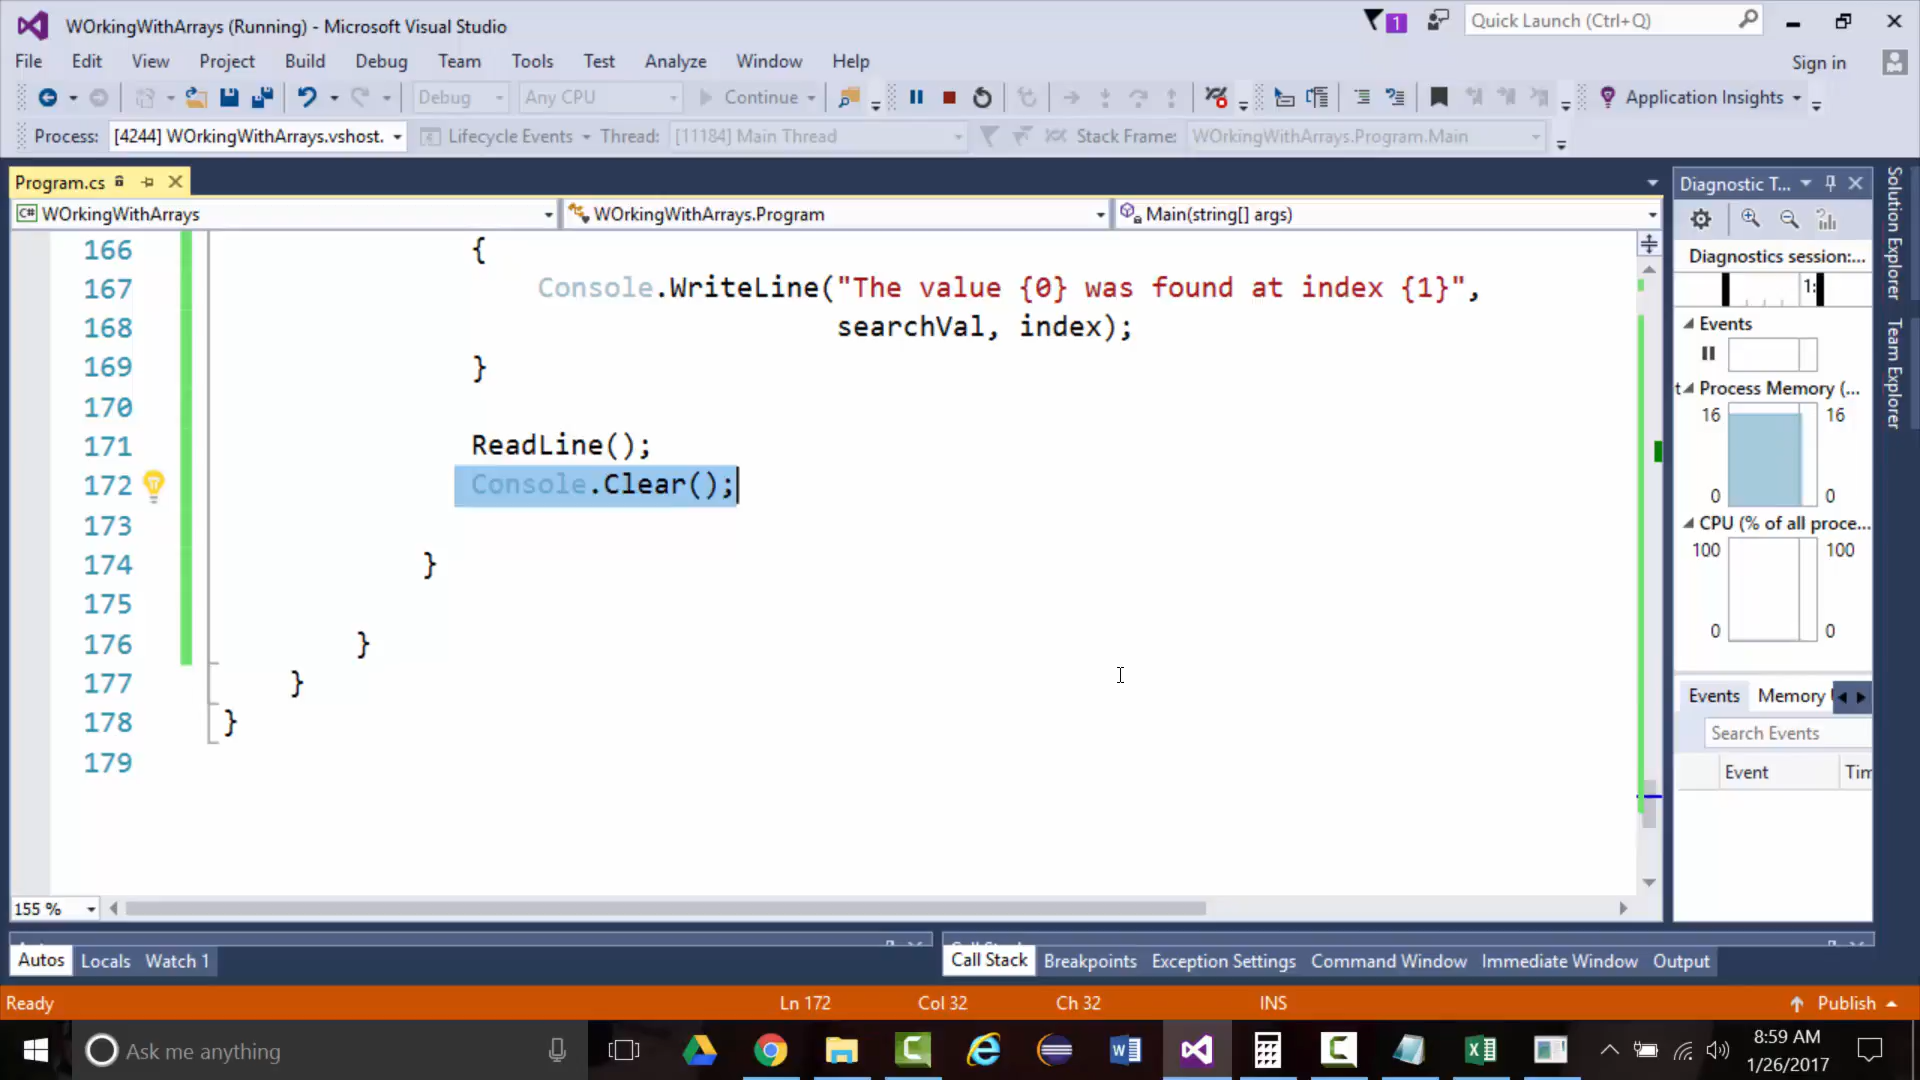 WOrkingWithArrays (Running) - Microsoft Visual Studio
1
Quick Launch (Ctrl+Q)
File Edit View Project Build Debug Team Tools Test Analyze Window Help
Sign in
Debug Any CPU Continue Application Insights
Process: [4244] WOrkingWithArrays.vshost. Lifecycle Events Thread: [11184] Main Thread Stack Frame: WOrkingWithArrays.Program.Main
Program.cs
C# WOrkingWithArrays WOrkingWithArrays.Program Main(string[] args)
166 {
167 Console.WriteLine("The value {0} was found at index {1}",
168 searchVal, index);
169 }
170
171 ReadLine();
172 Console.Clear();
173
174 }
175
176 }
177 }
178 }
179
155 %
Diagnostic T...
Diagnostics session:...
1:
Events
Process Memory (...
16 16
0 0
CPU (% of all proce...
100 100
0 0
Events Memory
Search Events
Event Tim
Solution Explorer
Team Explorer
Autos Locals Watch 1
Call Stack Breakpoints Exception Settings Command Window Immediate Window Output
Ready Ln 172 Col 32 Ch 32 INS Publish
Ask me anything
8:59 AM
1/26/2017